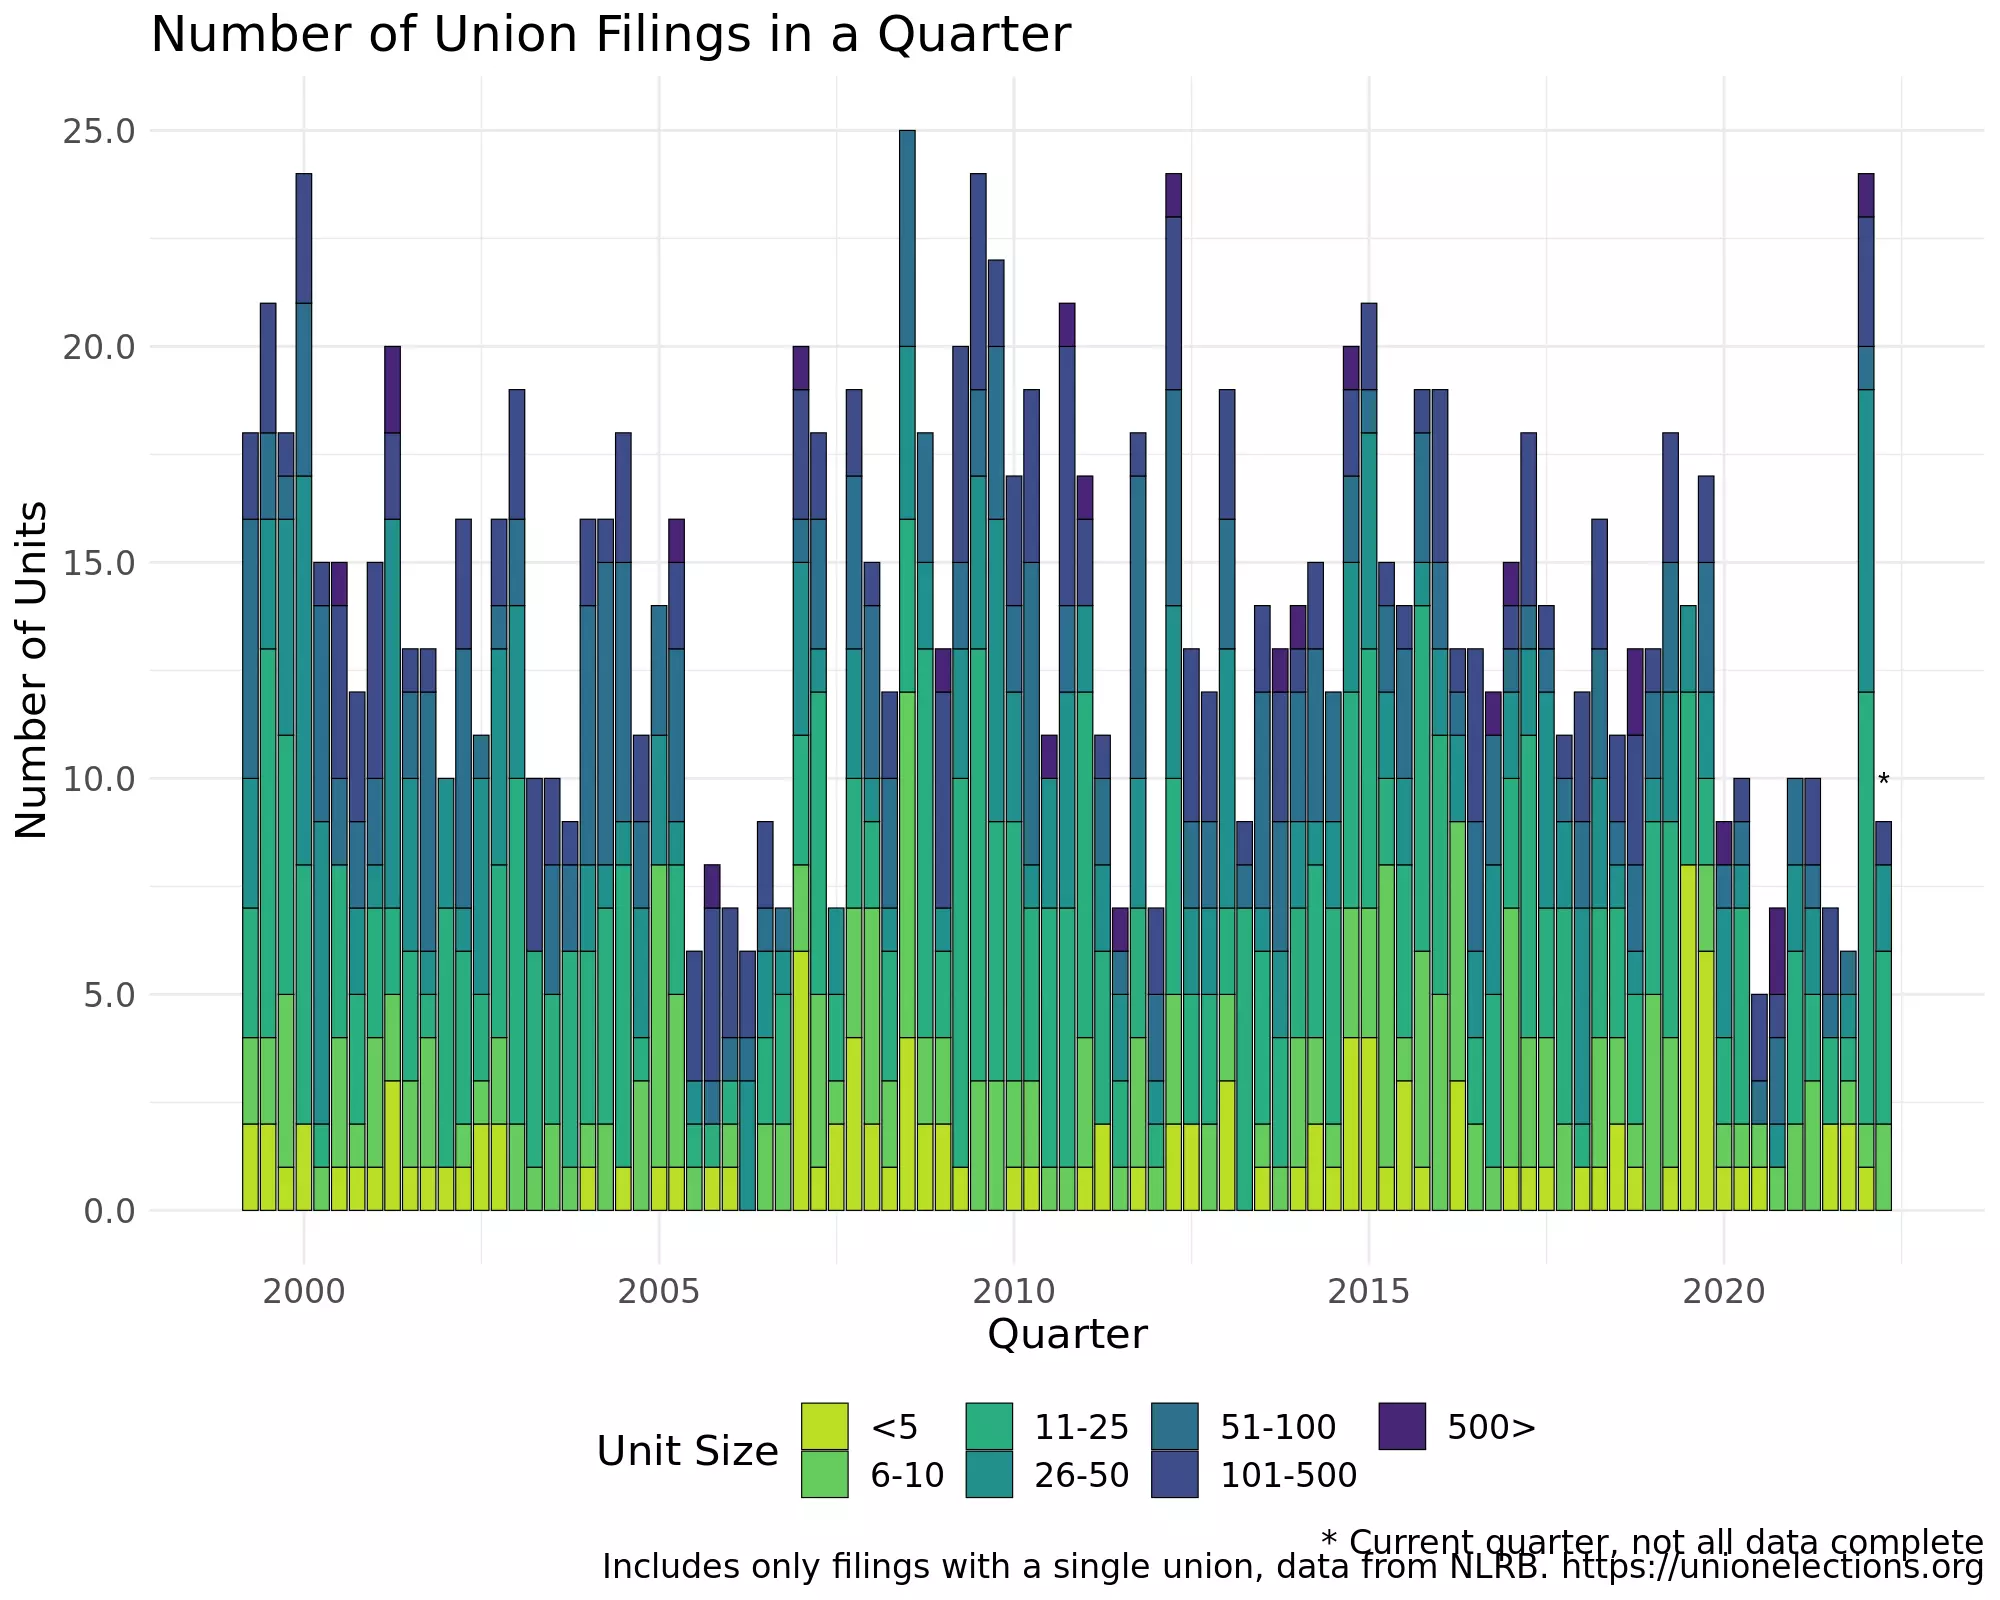 Number of Union Filings in a Quarter
Number of Units
25.0
20.0
15.0
10.0
5.0
0.0
*
2000 2005 2010 2015 2020
Quarter
Unit Size
<5 11-25 51-100 500>
6-10 26-50 101-500
* Current quarter, not all data complete
Includes only filings with a single union, data from NLRB. https://unionelections.org